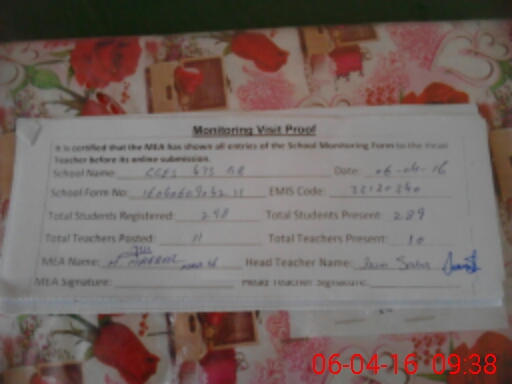 Monitoring Visit Proof
It is certified that the MEA has shown all entries of the School Monitoring Form to the Head
Teacher before its online submission.
School Name: Date: 06-04-16
School Form No: EMIS Code:
Total Students Registered: 298 Total Students Present: 289
Total Teachers Posted: 11 Total Teachers Present: 10
MEA Name: Head Teacher Name:
MEA Signature: Head Teacher Signature:
06-04-16 09:38